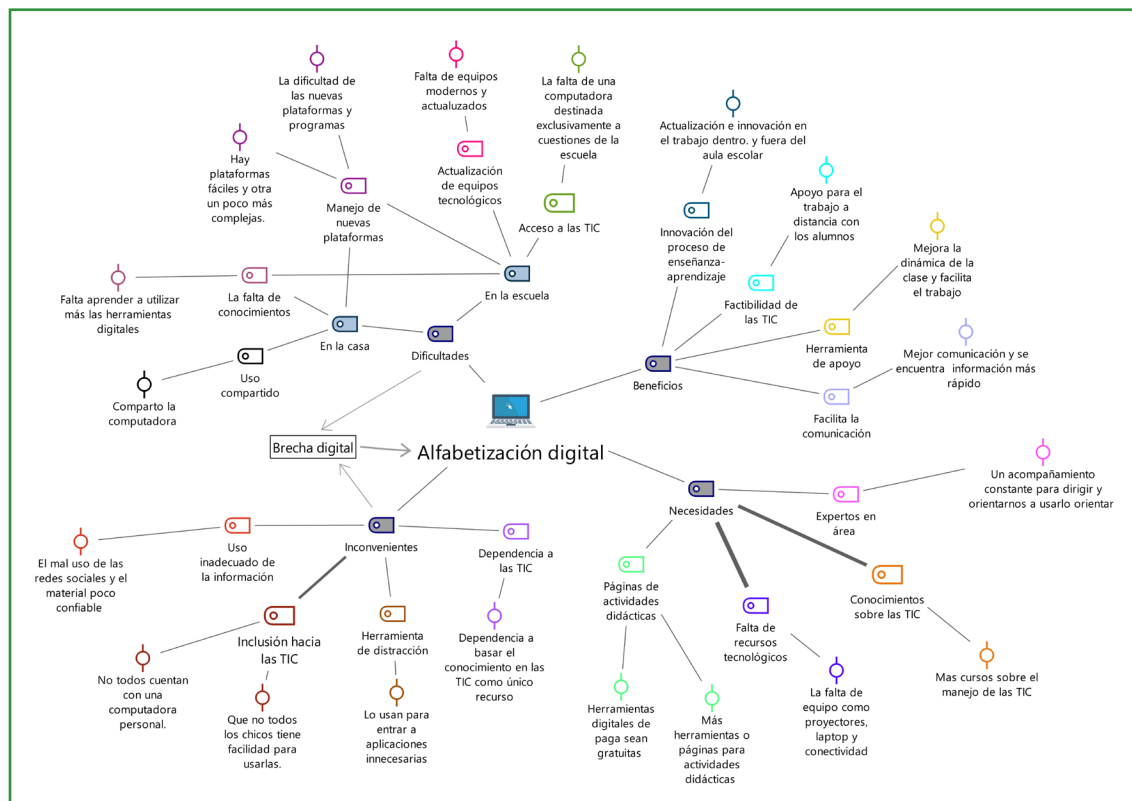 La dificultad de
las nuevas
plataformas y
programas
Falta de equipos
modernos y
actualuzados
La falta de una
computadora
destinada
exclusivamente a
cuestiones de la
escuela
Actualización e innovación en
el trabajo dentro. y fuera del
aula escolar
Hay
plataformas
fáciles y otra
un poco más
complejas.
Manejo de
nuevas
plataformas
Actualización
de equipos
tecnológicos
Acceso a las TIC
Apoyo para el
trabajo a
distancia con
los alumnos
Innovación del
proceso de
enseñanza-
aprendizaje
Mejora la
dinámica de la
clase y facilita
el trabajo
Falta aprender a utilizar
más las herramientas
digitales
La falta de
conocimientos
En la escuela
Factibilidad de
las TIC
En la casa
Dificultades
Herramienta
de apoyo
Mejor comunicación y se
encuentra información más
rápido
Uso
compartido
Beneficios
Comparto la
computadora
Facilita la
comunicación
Brecha digital
Alfabetización digital
Un acompañamiento
constante para dirigir y
orientarnos a usarlo orientar
Necesidades
Expertos en
área
Inconvenientes
Uso
inadecuado de
la información
Dependencia a
las TIC
El mal uso de las
redes sociales y el
material poco
confiable
Páginas de
actividades
didácticas
Conocimientos
sobre las TIC
Inclusión hacia
las TIC
Herramienta
de distracción
Dependencia a
basar el
conocimiento en las
TIC como único
recurso
Falta de
recursos
tecnológicos
No todos cuentan
con una
computadora
personal.
Mas cursos sobre el
manejo de las TIC
Que no todos
los chicos tiene
facilidad para
usarlas.
Lo usan para
entrar a
aplicaciones
innecesarias
Herramientas
digitales de
paga sean
gratuitas
Más
herramientas o
páginas para
actividades
didácticas
La falta de
equipo como
proyectores,
laptop y
conectividad